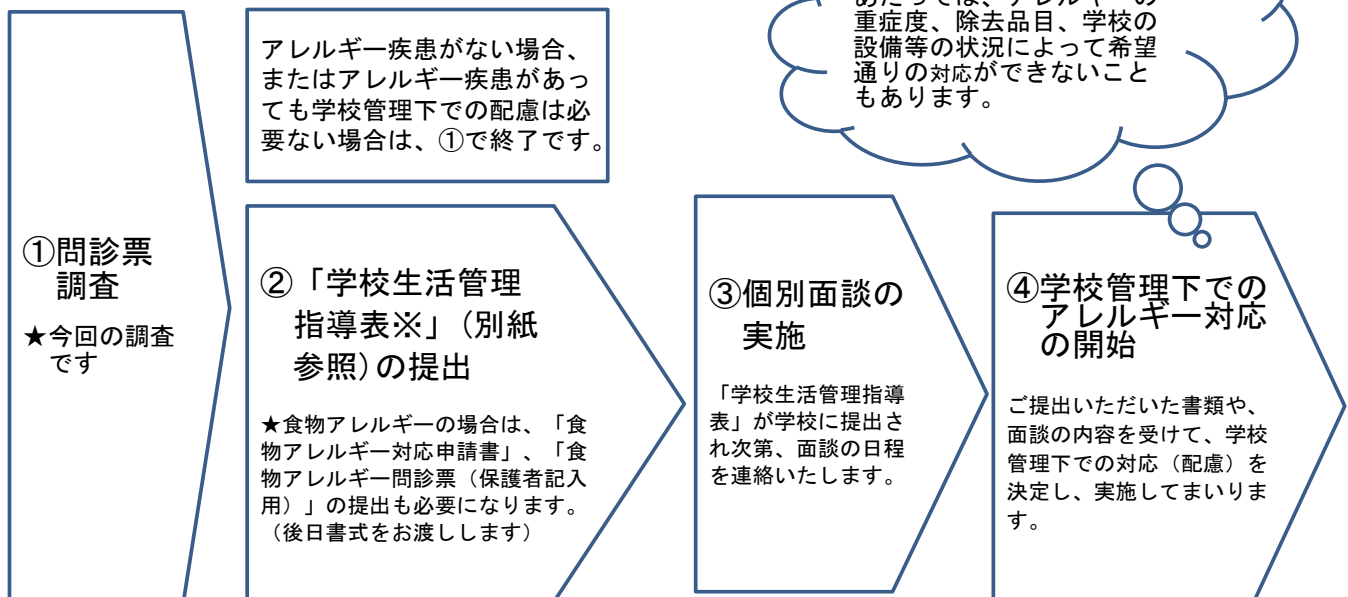 ①問診票
調査
★今回の調査
です
アレルギー疾患がない場合、
またはアレルギー疾患があっ
ても学校管理下での配慮は必
要ない場合は、①で終了です。
②「学校生活管理
指導表※」(別紙
参照)の提出
★食物アレルギーの場合は、「食
物アレルギー対応申請書」、「食
物アレルギー問診票（保護者記入
用）」の提出も必要になります。
（後日書式をお渡しします）
③個別面談の
実施
「学校生活管理指導
表」が学校に提出さ
れ次第、面談の日程
を連絡いたします。
あたっては、アレルギーの
重症度、除去品目、学校の
設備等の状況によって希望
通りの対応ができないこと
もあります。
④学校管理下での
アレルギー対応
の開始
ご提出いただいた書類や、
面談の内容を受けて、学校
管理下での対応（配慮）を
決定し、実施してまいりま
す。